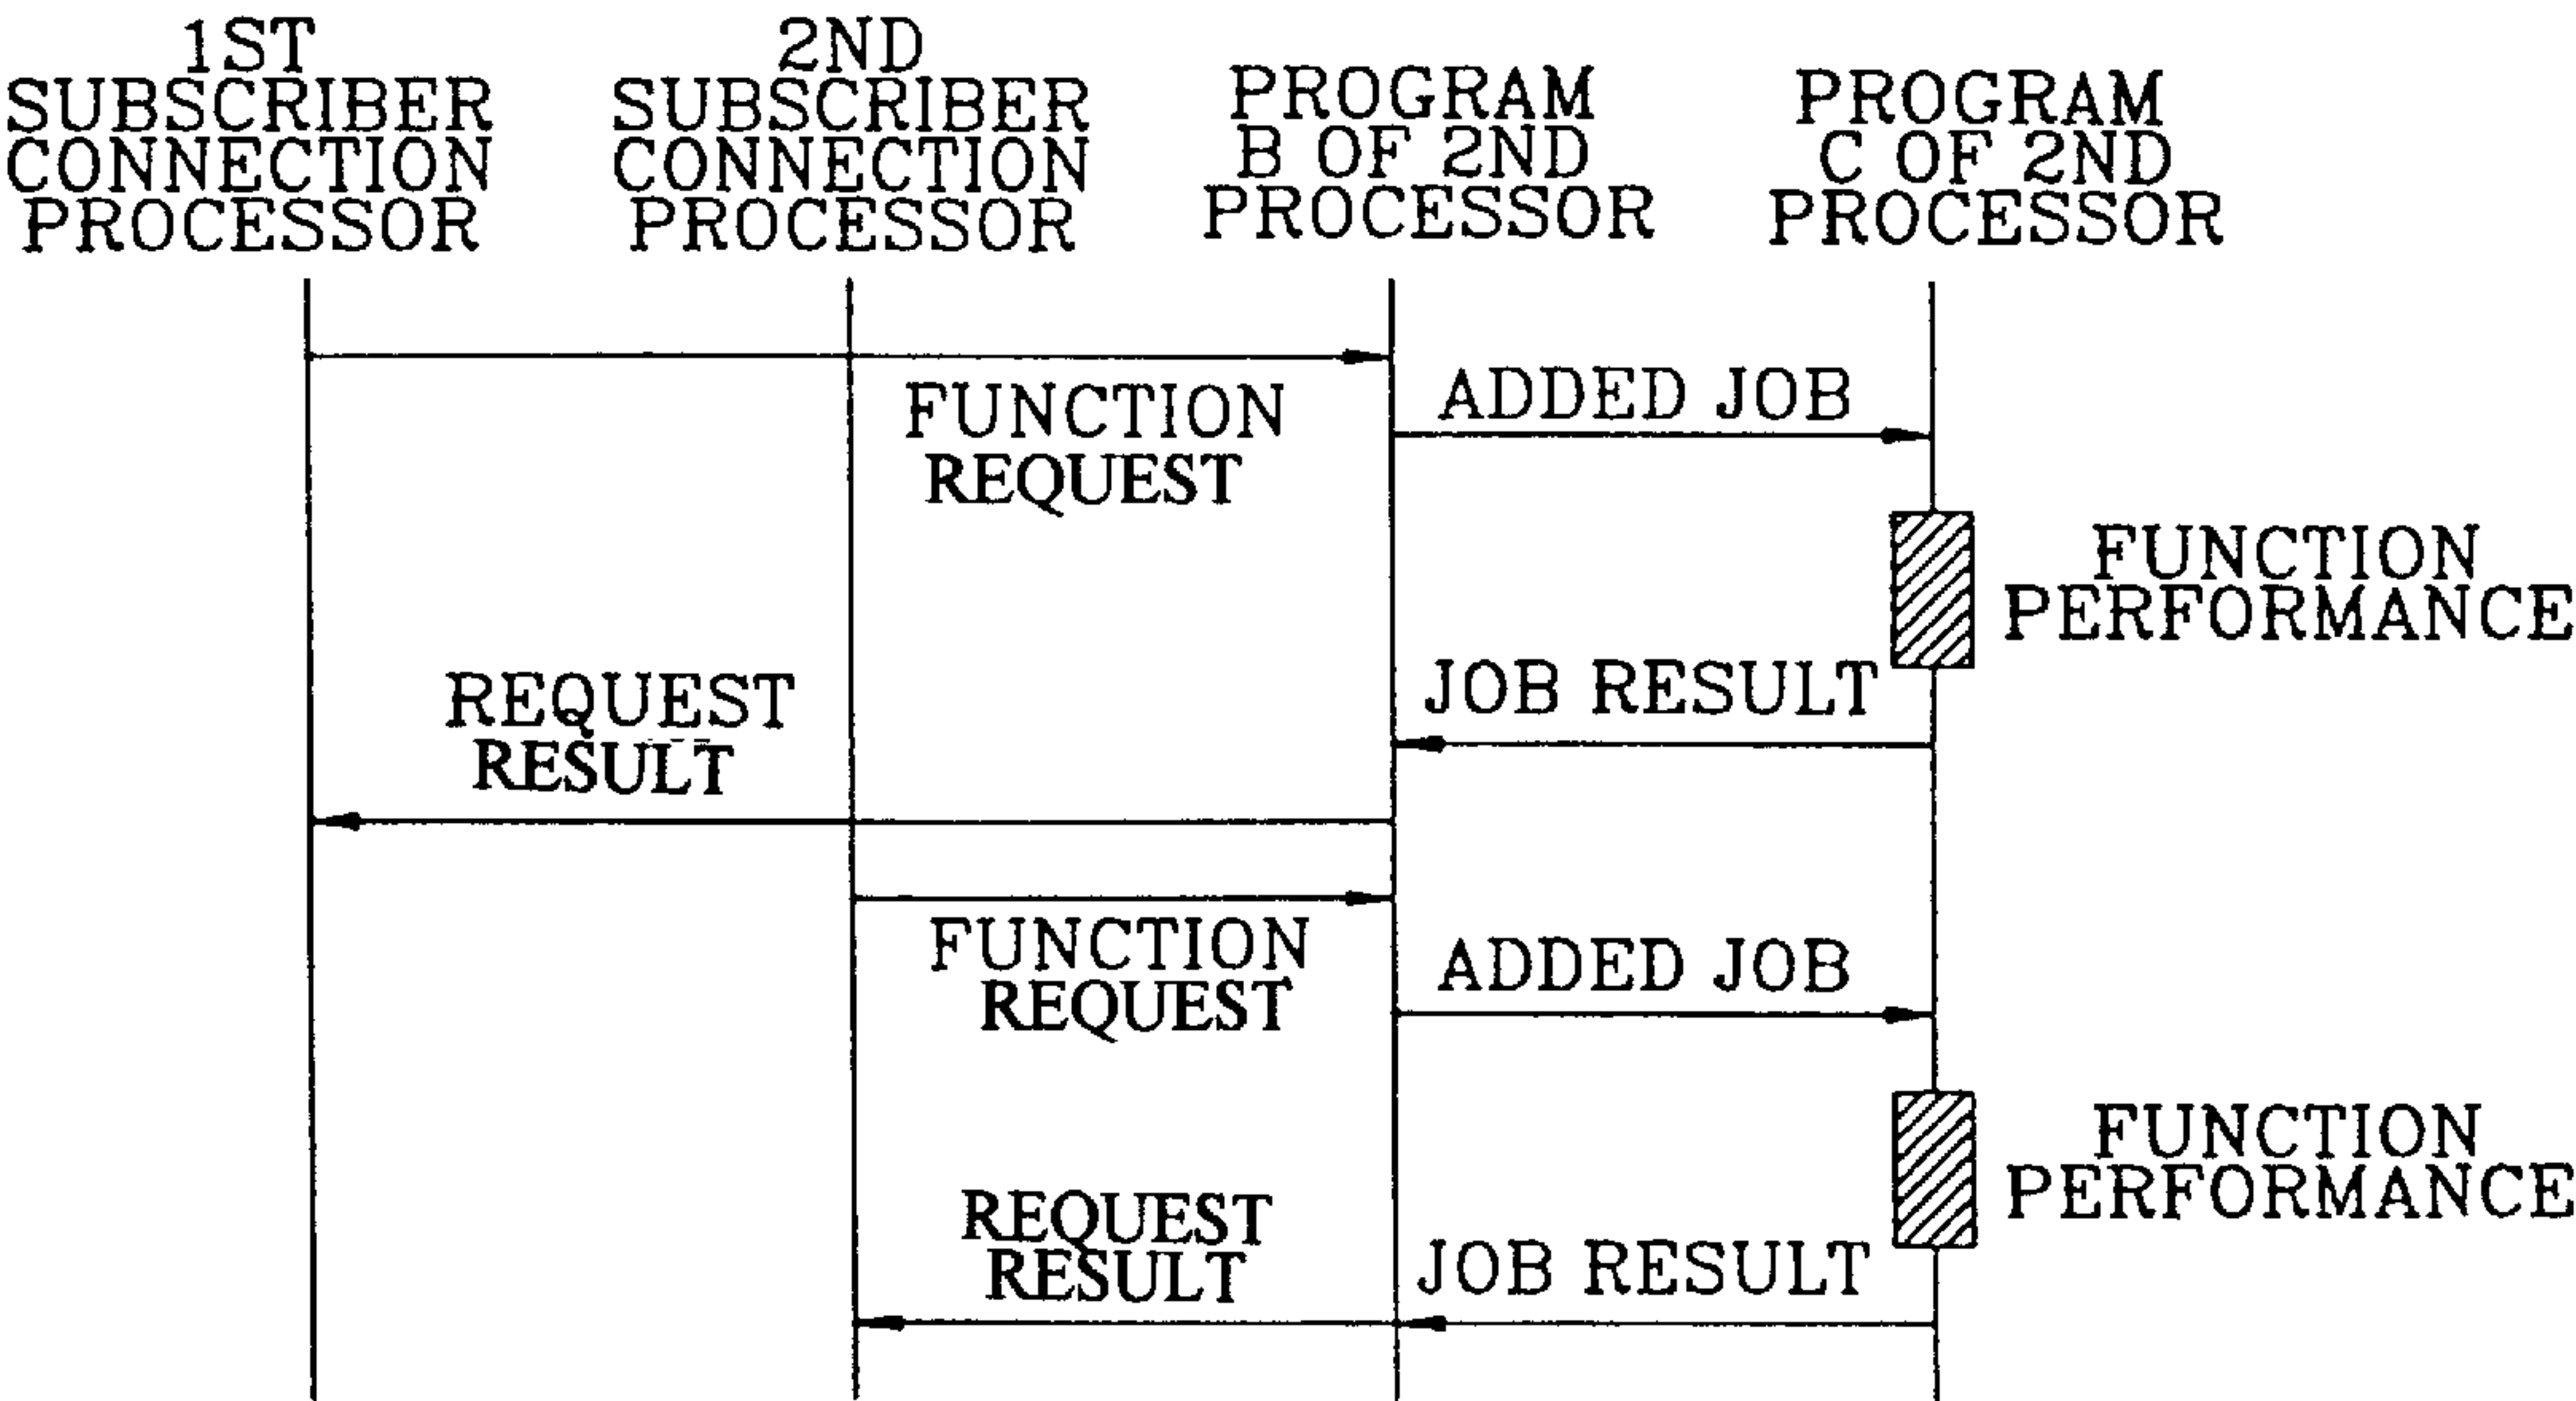 1ST
SUBSCRIBER
CONNECTION
PROCESSOR
2ND
SUBSCRIBER
CONNECTION
PROCESSOR
PROGRAM
B OF 2ND
PROCESSOR
PROGRAM
C OF 2ND
PROCESSOR
FUNCTION
REQUEST
ADDED JOB
FUNCTION
PERFORMANCE
JOB RESULT
REQUEST
RESULT
FUNCTION
REQUEST
ADDED JOB
FUNCTION
PERFORMANCE
REQUEST
RESULT
JOB RESULT